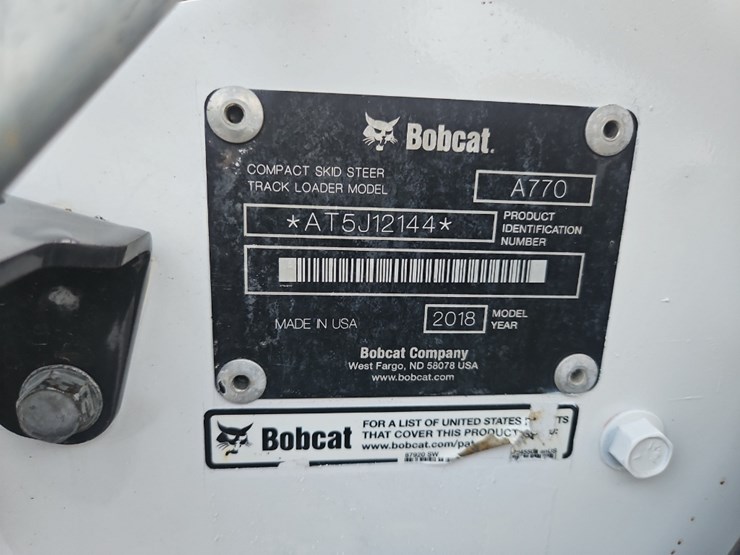 Bobcat.
COMPACT SKID STEER
TRACK LOADER MODEL
A770
*AT5J12144*
PRODUCT
IDENTIFICATION
NUMBER
MADE IN USA
2018
MODEL
YEAR
Bobcat Company
West Fargo, ND 58078 USA
www.bobcat.com
Bobcat
FOR A LIST OF UNITED STATES
THAT COVER THIS PRODUCT
www.bobcat.com/pat